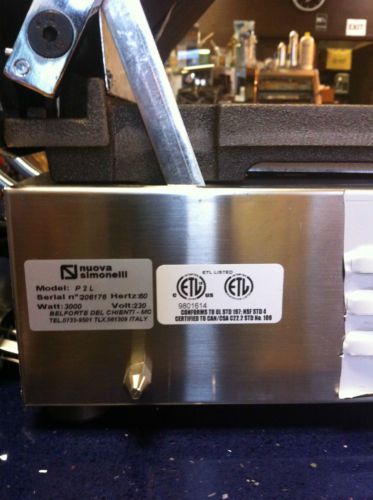 EXIT
nuova
simonelli
Model: P 2 L
Serial n°:206176 Hertz:60
Watt:3000 Volt:230
BELFORTE DEL CHIENTI - MC
TEL.0733-9501 TLX.561309 ITALY
ETL LISTED
ETL ETL
C US
9801614
CONFORMS TO UL STD 197; NSF STD 4
CERTIFIED TO CAN/CSA C22.2 STD No. 109